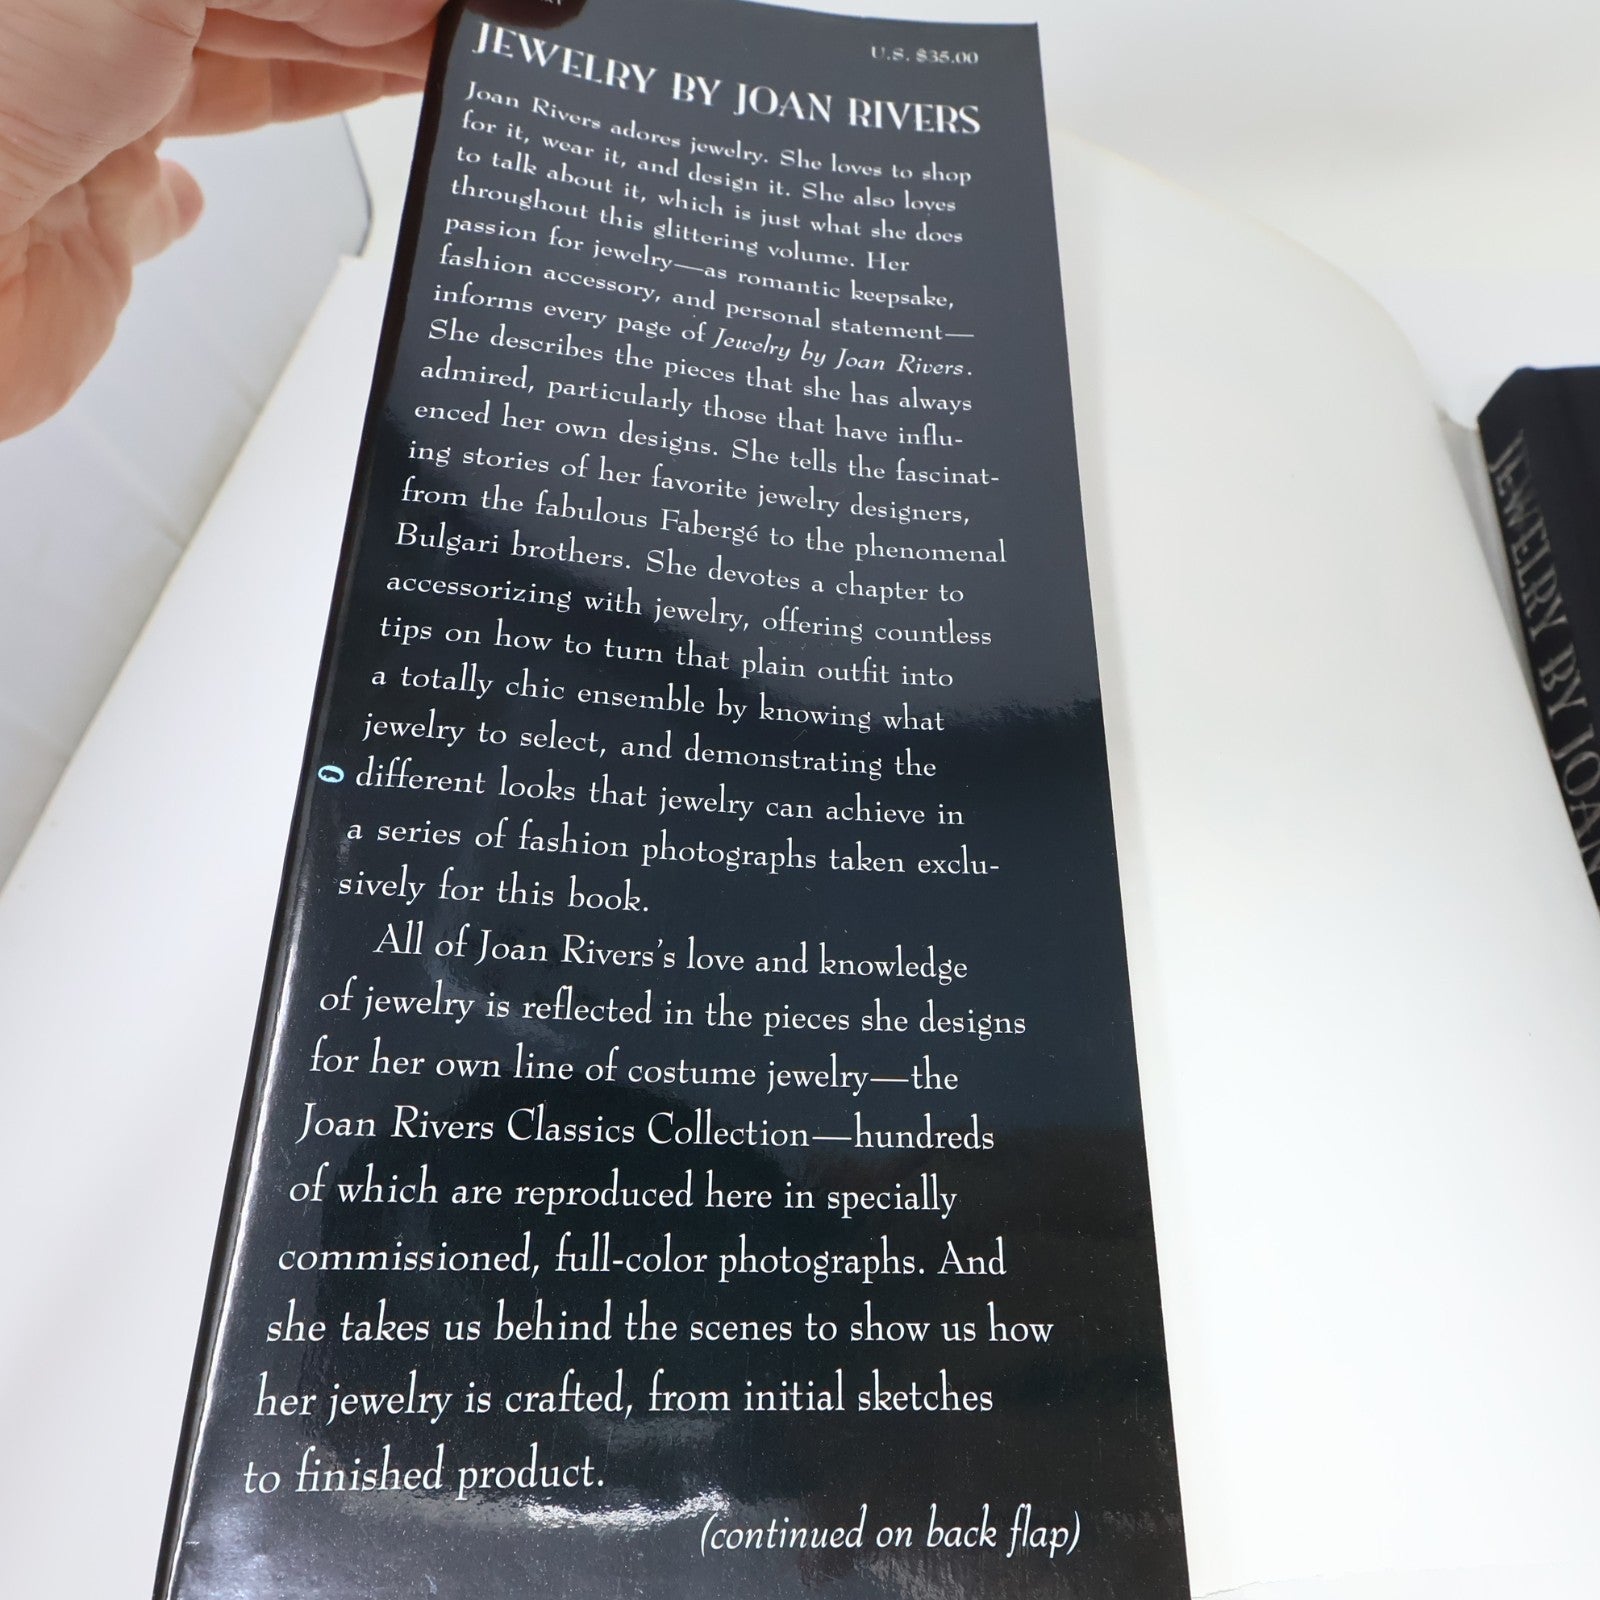 U.S. $35.00
JEWELRY BY JOAN RIVERS
Joan Rivers adores jewelry. She loves to shop
for it, wear it, and design it. She also loves
to talk about it, which is just what she does
throughout this glittering volume. Her
passion for jewelry—as romantic keepsake,
fashion accessory, and personal statement—
informs every page of Jewelry by Joan Rivers.
She describes the pieces that she has always
admired, particularly those that have influ-
enced her own designs. She tells the fascinat-
ing stories of her favorite jewelry designers,
from the fabulous Fabergé to the phenomenal
Bulgari brothers. She devotes a chapter to
accessorizing with jewelry, offering countless
tips on how to turn that plain outfit into
a totally chic ensemble by knowing what
jewelry to select, and demonstrating the
different looks that jewelry can achieve in
a series of fashion photographs taken exclu-
sively for this book.
All of Joan Rivers's love and knowledge
of jewelry is reflected in the pieces she designs
for her own line of costume jewelry—the
Joan Rivers Classics Collection—hundreds
of which are reproduced here in specially
commissioned, full-color photographs. And
she takes us behind the scenes to show us how
her jewelry is crafted, from initial sketches
to finished product.
(continued on back flap)
JEWELRY BY JOAN